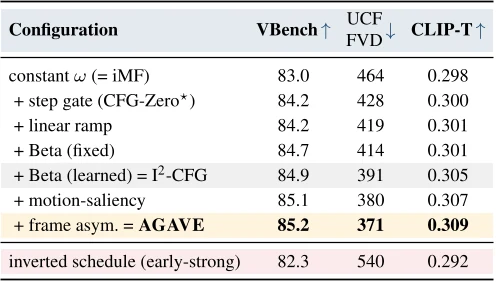 Configuration VBench↑ UCF FVD↓ CLIP-T↑
constant ω (= iMF) 83.0 464 0.298
+ step gate (CFG-Zero⋆) 84.2 428 0.300
+ linear ramp 84.2 419 0.301
+ Beta (fixed) 84.7 414 0.301
+ Beta (learned) = I²-CFG 84.9 391 0.305
+ motion-saliency 85.1 380 0.307
+ frame asym. = AGAVE 85.2 371 0.309
inverted schedule (early-strong) 82.3 540 0.292